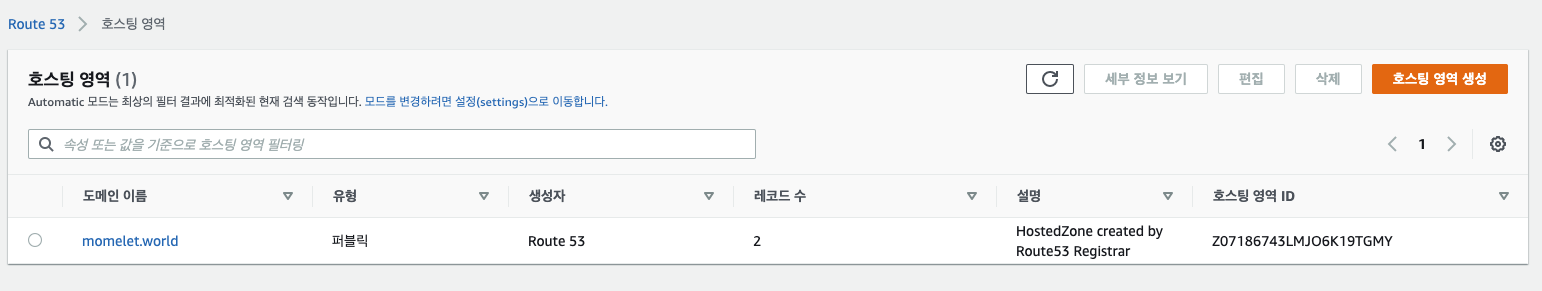 Route 53 > 호스팅 영역
호스팅 영역 (1)
세부 정보 보기 편집 삭제 호스팅 영역 생성
Automatic 모드는 최상의 필터 결과에 최적화된 현재 검색 동작입니다. 모드를 변경하려면 설정(settings)으로 이동합니다.
속성 또는 값을 기준으로 호스팅 영역 필터링
1
도메인 이름 유형 생성자 레코드 수 설명 호스팅 영역 ID
momelet.world 퍼블릭 Route 53 2 HostedZone created by Z07186743LMJO6K19TGMY
Route53 Registrar